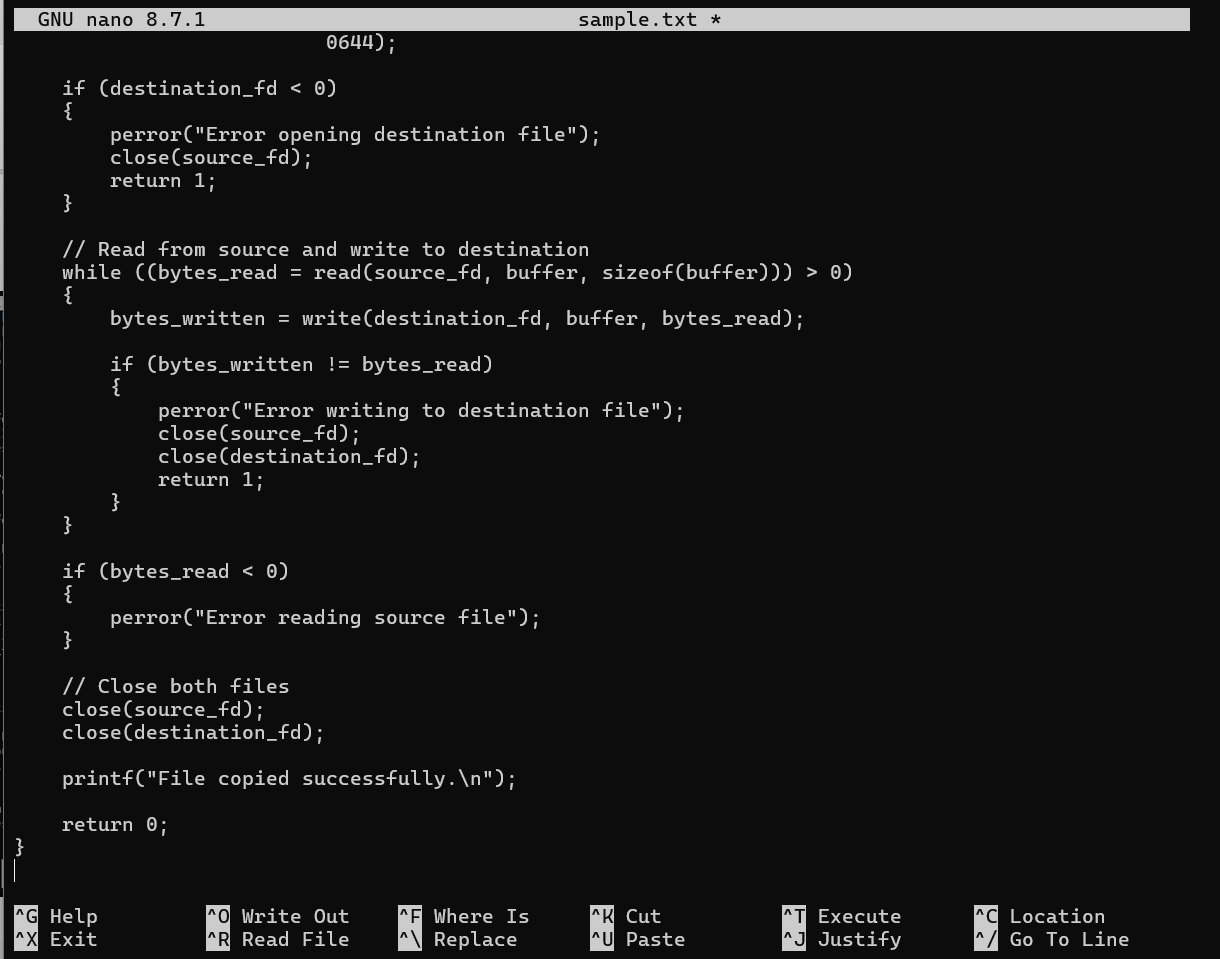 GNU nano 8.7.1 sample.txt *
0644);
if (destination_fd < 0)
{
perror("Error opening destination file");
close(source_fd);
return 1;
}
// Read from source and write to destination
while ((bytes_read = read(source_fd, buffer, sizeof(buffer))) > 0)
{
bytes_written = write(destination_fd, buffer, bytes_read);
if (bytes_written != bytes_read)
{
perror("Error writing to destination file");
close(source_fd);
close(destination_fd);
return 1;
}
}
if (bytes_read < 0)
{
perror("Error reading source file");
}
// Close both files
close(source_fd);
close(destination_fd);
printf("File copied successfully.\n");
return 0;
}
^G Help ^O Write Out ^F Where Is ^K Cut ^T Execute ^C Location
^X Exit ^R Read File ^\ Replace ^U Paste ^J Justify ^/ Go To Line